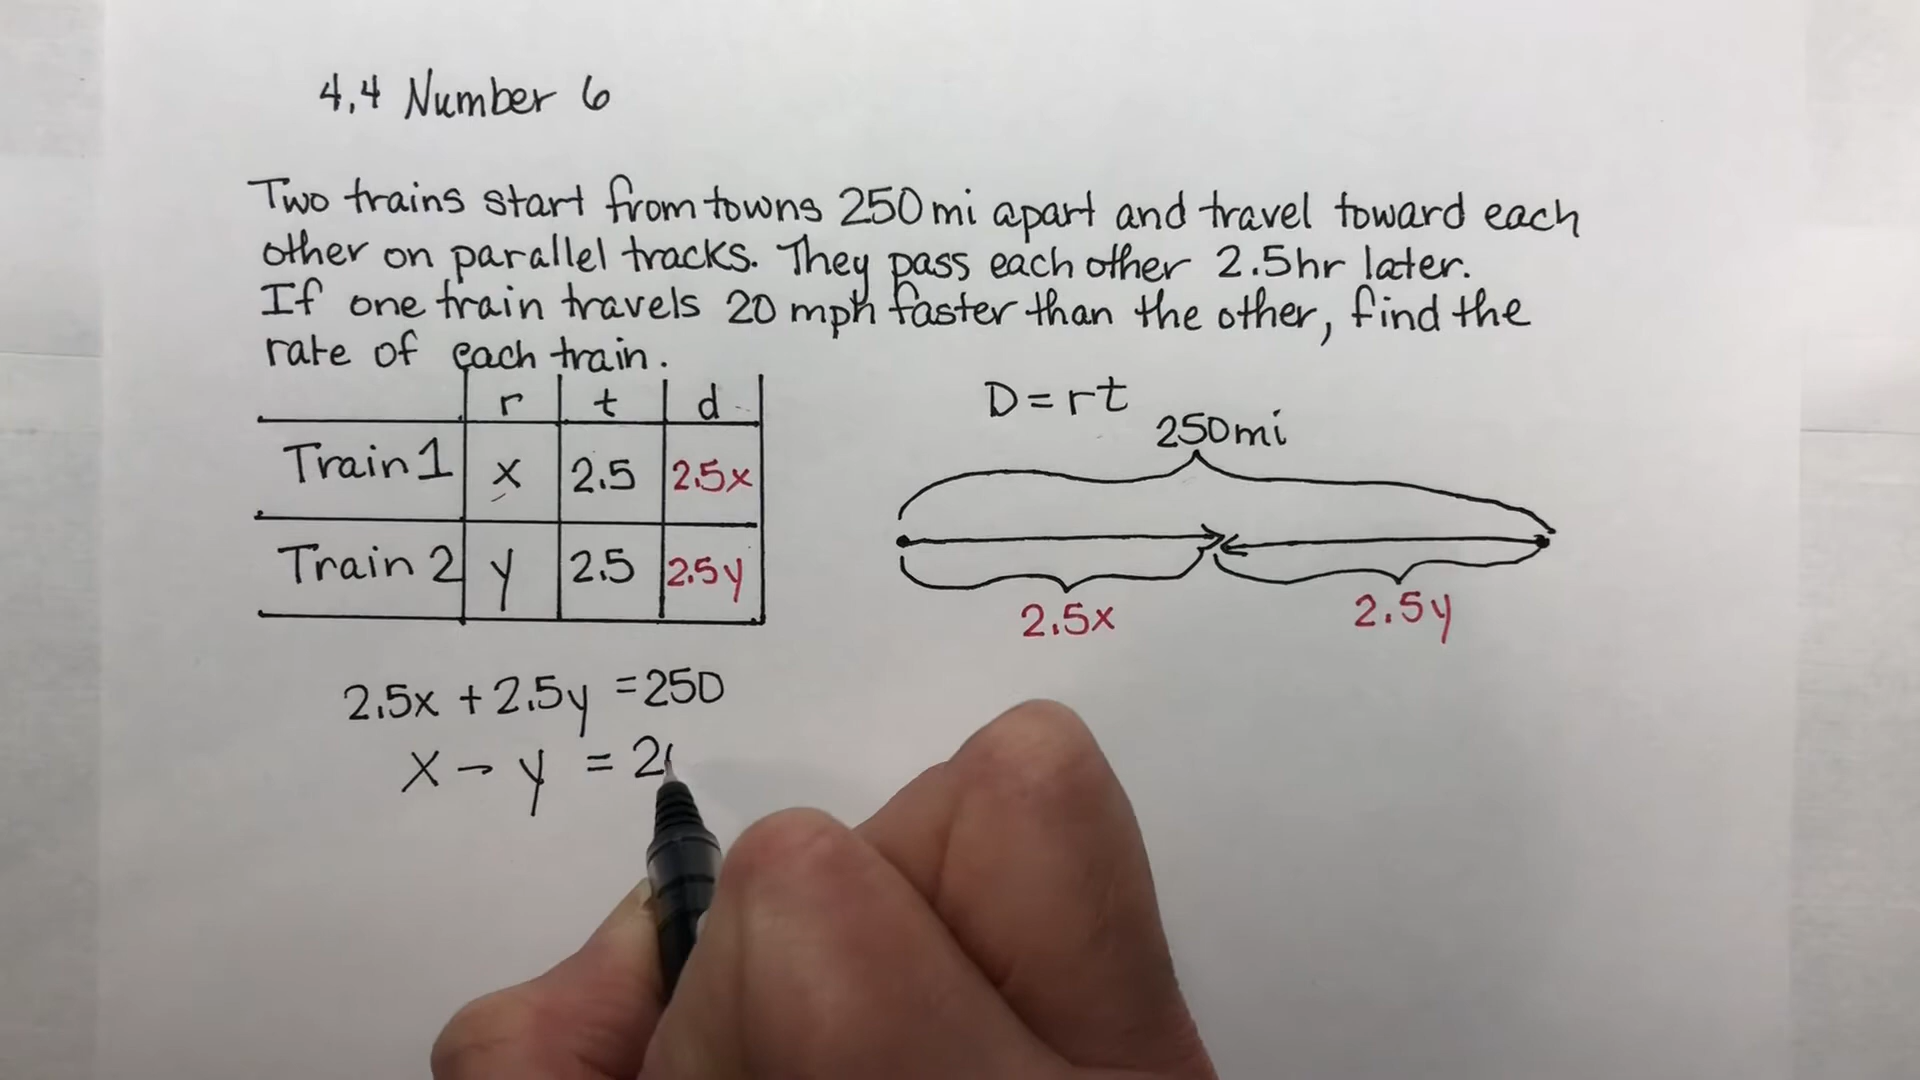 4.4 Number 6
Two trains start from towns 250mi apart and travel toward each
other on parallel tracks. They pass each other 2.5hr later.
If one train travels 20 mph faster than the other, find the
rate of each train.
r t d
Train 1 x 2.5 2.5x
Train 2 y 2.5 2.5y
D=rt
250mi
2.5x 2.5y
2.5x + 2.5y = 250
x - y = 2